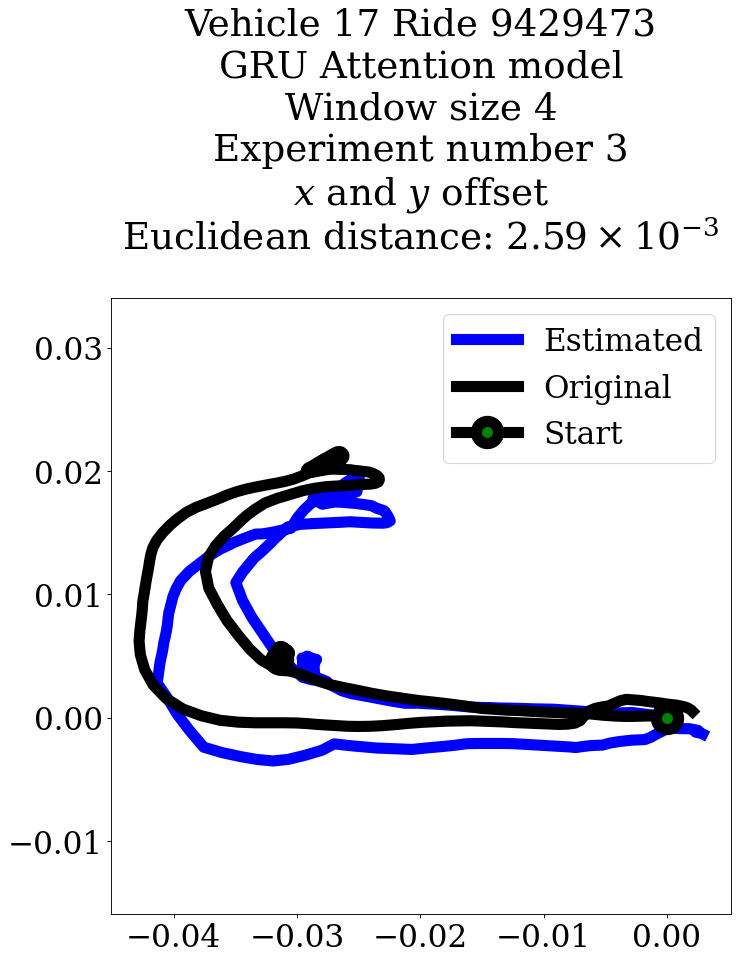 Vehicle 17 Ride 9429473
GRU Attention model
Window size 4
Experiment number 3
x and y offset
Euclidean distance: 2.59 × 10⁻³
Estimated
Original
Start
0.03
0.02
0.01
0.00
−0.01
−0.04 −0.03 −0.02 −0.01 0.00